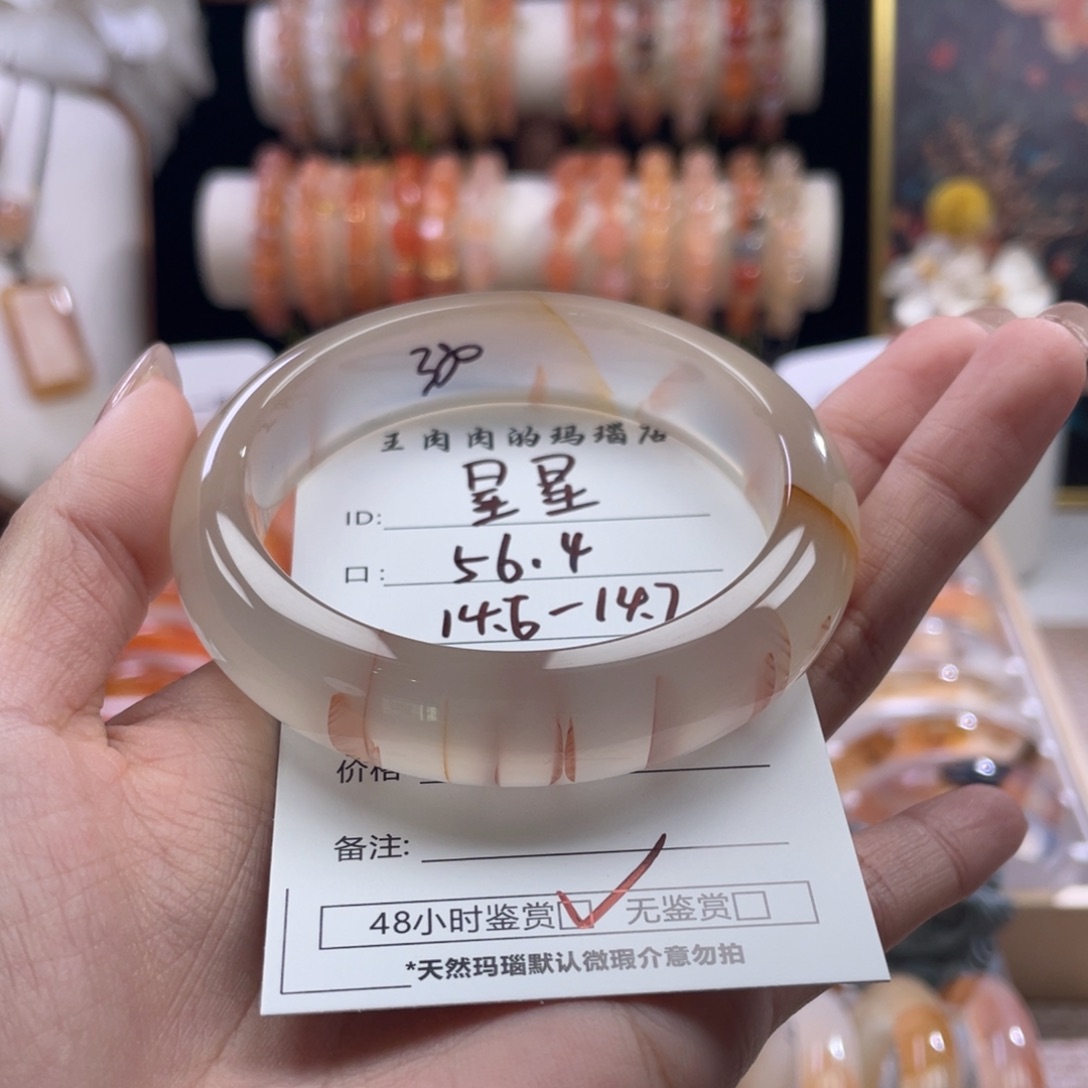 王肉肉的玛瑙店
ID: 星星
口: 56.4
14.6-14.7
价格
备注:
48小时鉴赏☑ 无鉴赏□
*天然玛瑙默认微瑕介意勿拍